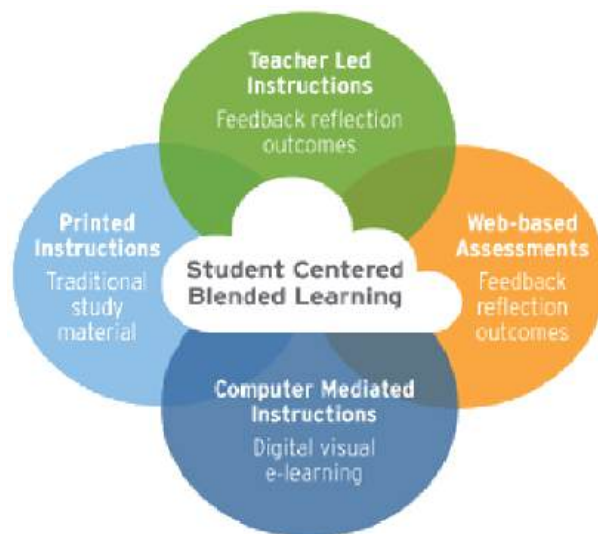 Teacher Led
Instructions
Feedback reflection
outcomes
Printed
Instructions
Traditional
study
material
Student Centered
Blended Learning
Web-based
Assessments
Feedback
reflection
outcomes
Computer Mediated
Instructions
Digital visual
e-learning